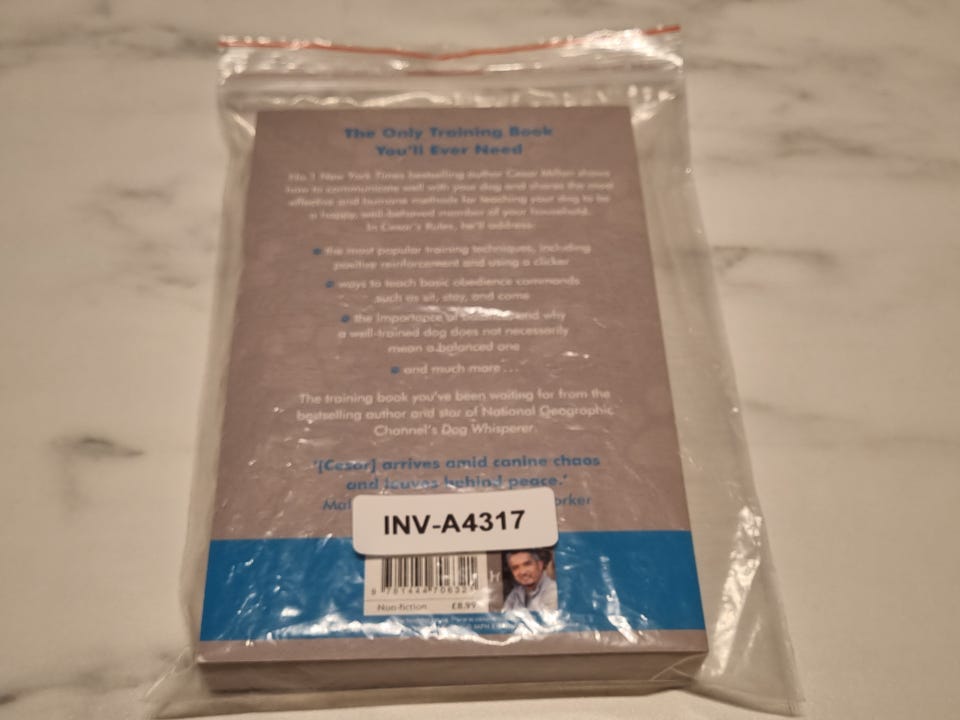 The Only Training Book
You'll Ever Need
No.1 New York Times bestselling author Cesar Millan shows
how to communicate well with your dog and shares the most
effective and humane methods for teaching your dog to be
a happy, well-behaved member of your household.
In Cesar's Rules, he'll address:
• the most popular training techniques, including
positive reinforcement and using a clicker
• ways to teach basic obedience commands
such as sit, stay, and come
• the importance of and why
a well-trained dog does not necessarily
mean a balanced one
• and much more ...
The training book you've been waiting for from the
bestselling author and star of National Geographic
Channel's Dog Whisperer.
'[Cesar] arrives amid canine chaos
and leaves behind peace.'
INV-A4317
Non-fiction £8.99